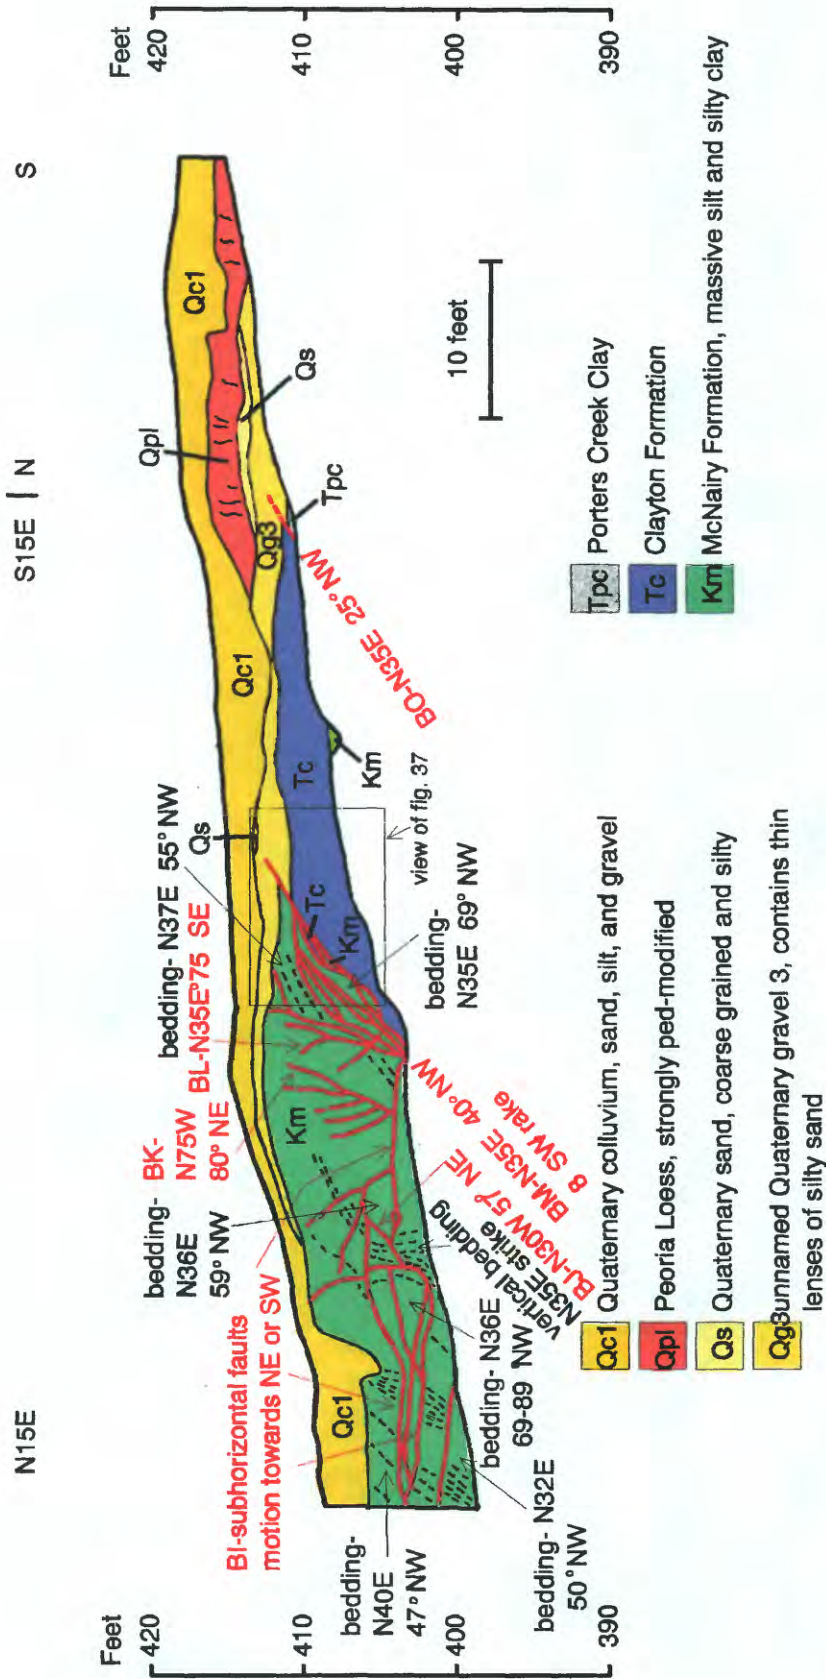 N15E
S15E | N
S
Feet
420
410
400
390
Feet
420
410
400
390
BI-subhorizontal faults
motion towards NE or SW
bedding-
N36E
59° NW
BK-
N75W
80° NE
BL-N35E°75 SE
bedding- N37E 55° NW
Qs
Qpl
Qc1
Qc1
Qc1
Qs
Qg3
Tpc
Km
Tc
Km
Tc
Km
bedding-
N40E
47° NW
bedding- N32E
50° NW
bedding- N36E
69-89 NW
vertical bedding
N35E strike
BJ-N30W 57° NE
BM-N35E 40° NW
8 SW rake
bedding-
N35E 69° NW
view of fig. 37
BO-N35E 25° NW
10 feet
Qc1 Quaternary colluvium, sand, silt, and gravel
Qpl Peoria Loess, strongly ped-modified
Qs Quaternary sand, coarse grained and silty
Qg3 unnamed Quaternary gravel 3, contains thin
lenses of silty sand
Tpc Porters Creek Clay
Tc Clayton Formation
Km McNairy Formation, massive silt and silty clay